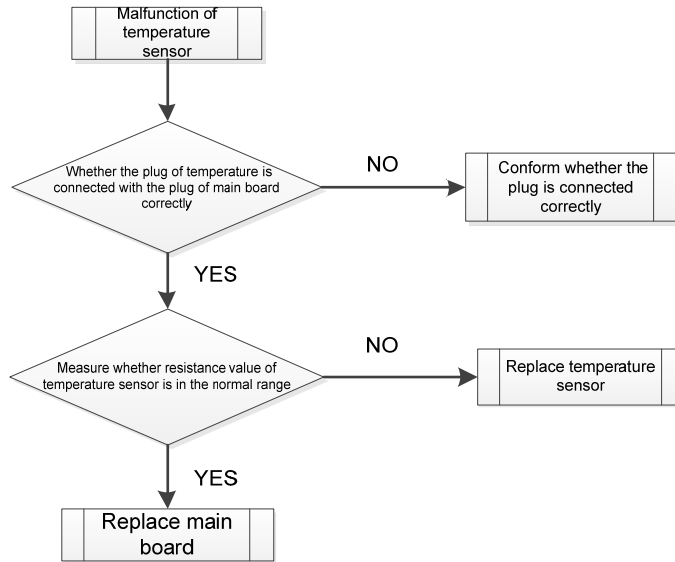 Malfunction of
temperature
sensor
Whether the plug of temperature is
connected with the plug of main board
correctly
NO
Conform whether the
plug is connected
correctly
YES
Measure whether resistance value of
temperature sensor is in the normal range
NO
Replace temperature
sensor
YES
Replace main
board